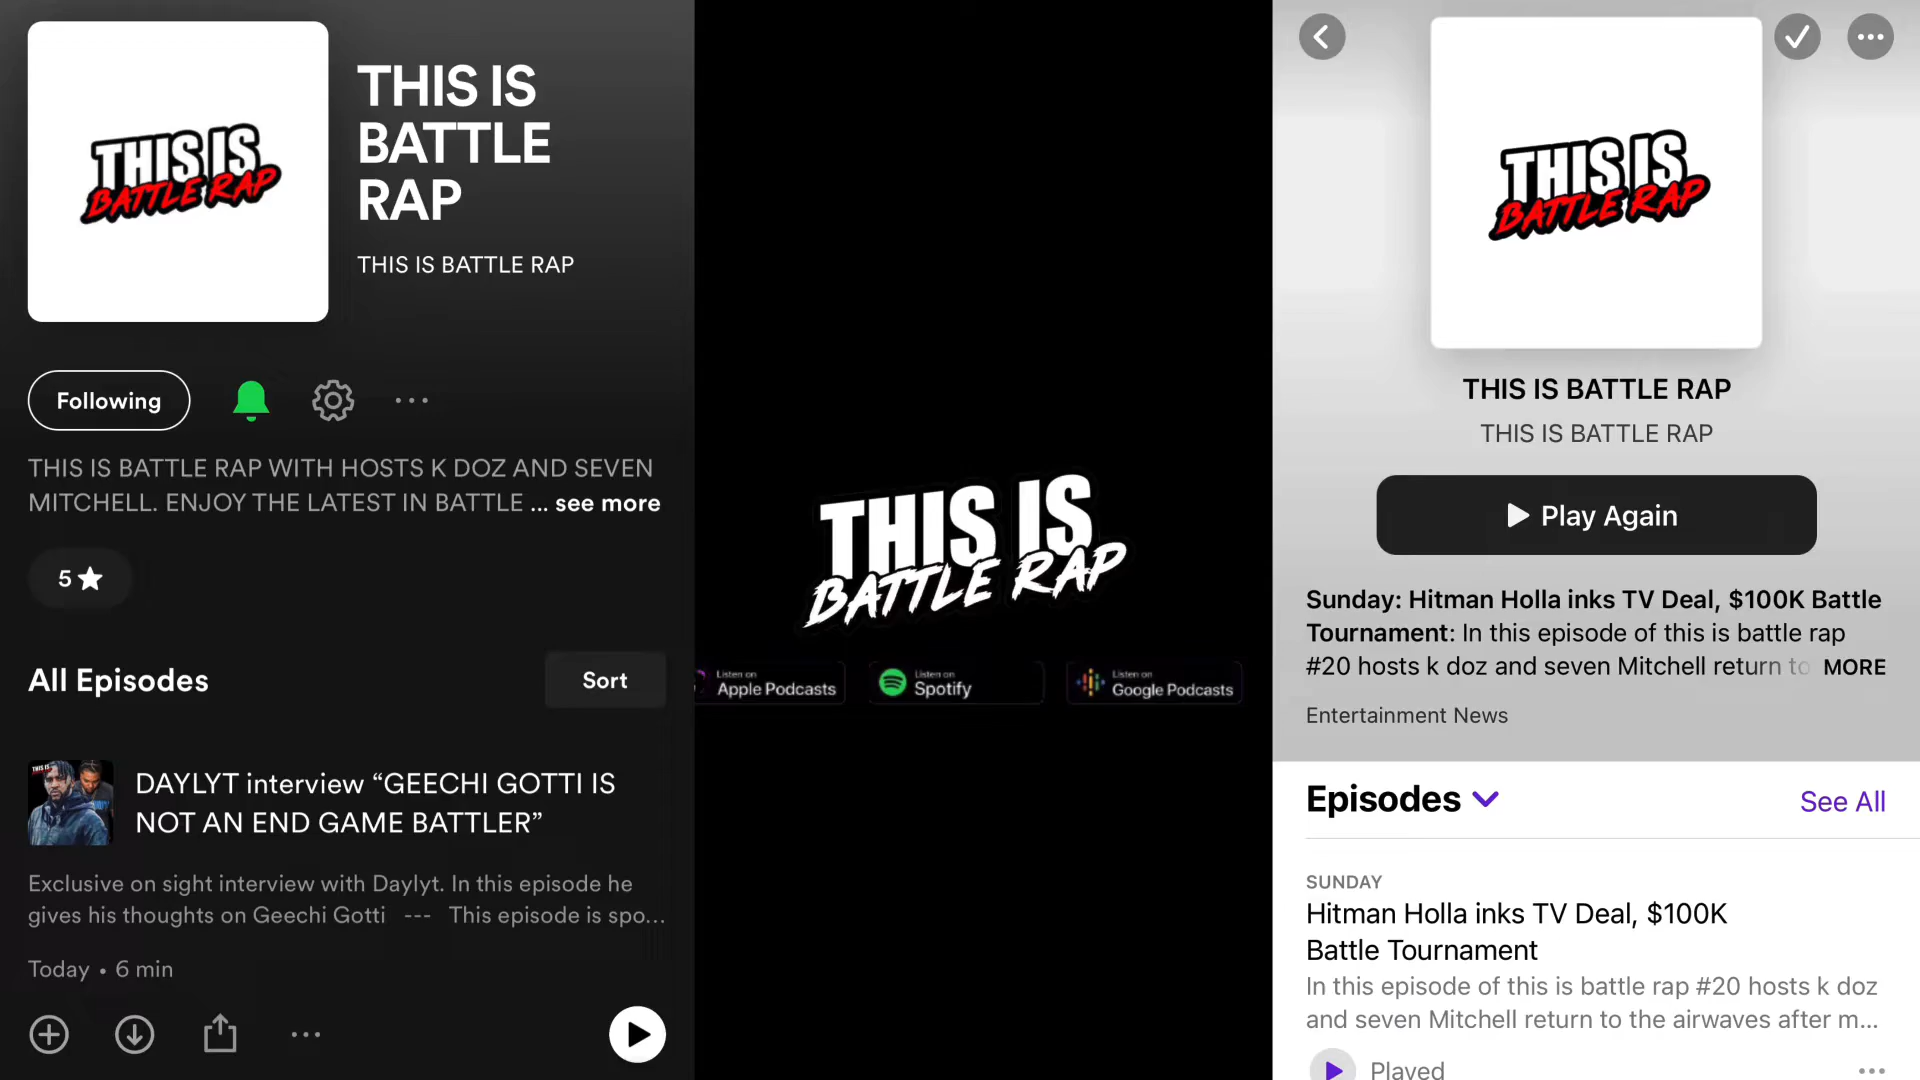 THIS IS
BATTLE RAP
THIS IS
BATTLE
RAP
THIS IS BATTLE RAP
Following
THIS IS BATTLE RAP WITH HOSTS K DOZ AND SEVEN
MITCHELL. ENJOY THE LATEST IN BATTLE ... see more
5
All Episodes
Sort
THIS IS
DAYLYT interview “GEECHI GOTTI IS
NOT AN END GAME BATTLER”
Exclusive on sight interview with Daylyt. In this episode he
gives his thoughts on Geechi Gotti --- This episode is spo...
Today • 6 min
THIS IS
BATTLE RAP
Listen on
Apple Podcasts
Listen on
Spotify
Listen on
Google Podcasts
THIS IS
BATTLE RAP
THIS IS BATTLE RAP
THIS IS BATTLE RAP
Play Again
Sunday: Hitman Holla inks TV Deal, $100K Battle
Tournament: In this episode of this is battle rap
#20 hosts k doz and seven Mitchell return to MORE
Entertainment News
Episodes
See All
SUNDAY
Hitman Holla inks TV Deal, $100K
Battle Tournament
In this episode of this is battle rap #20 hosts k doz
and seven Mitchell return to the airwaves after m...
Played